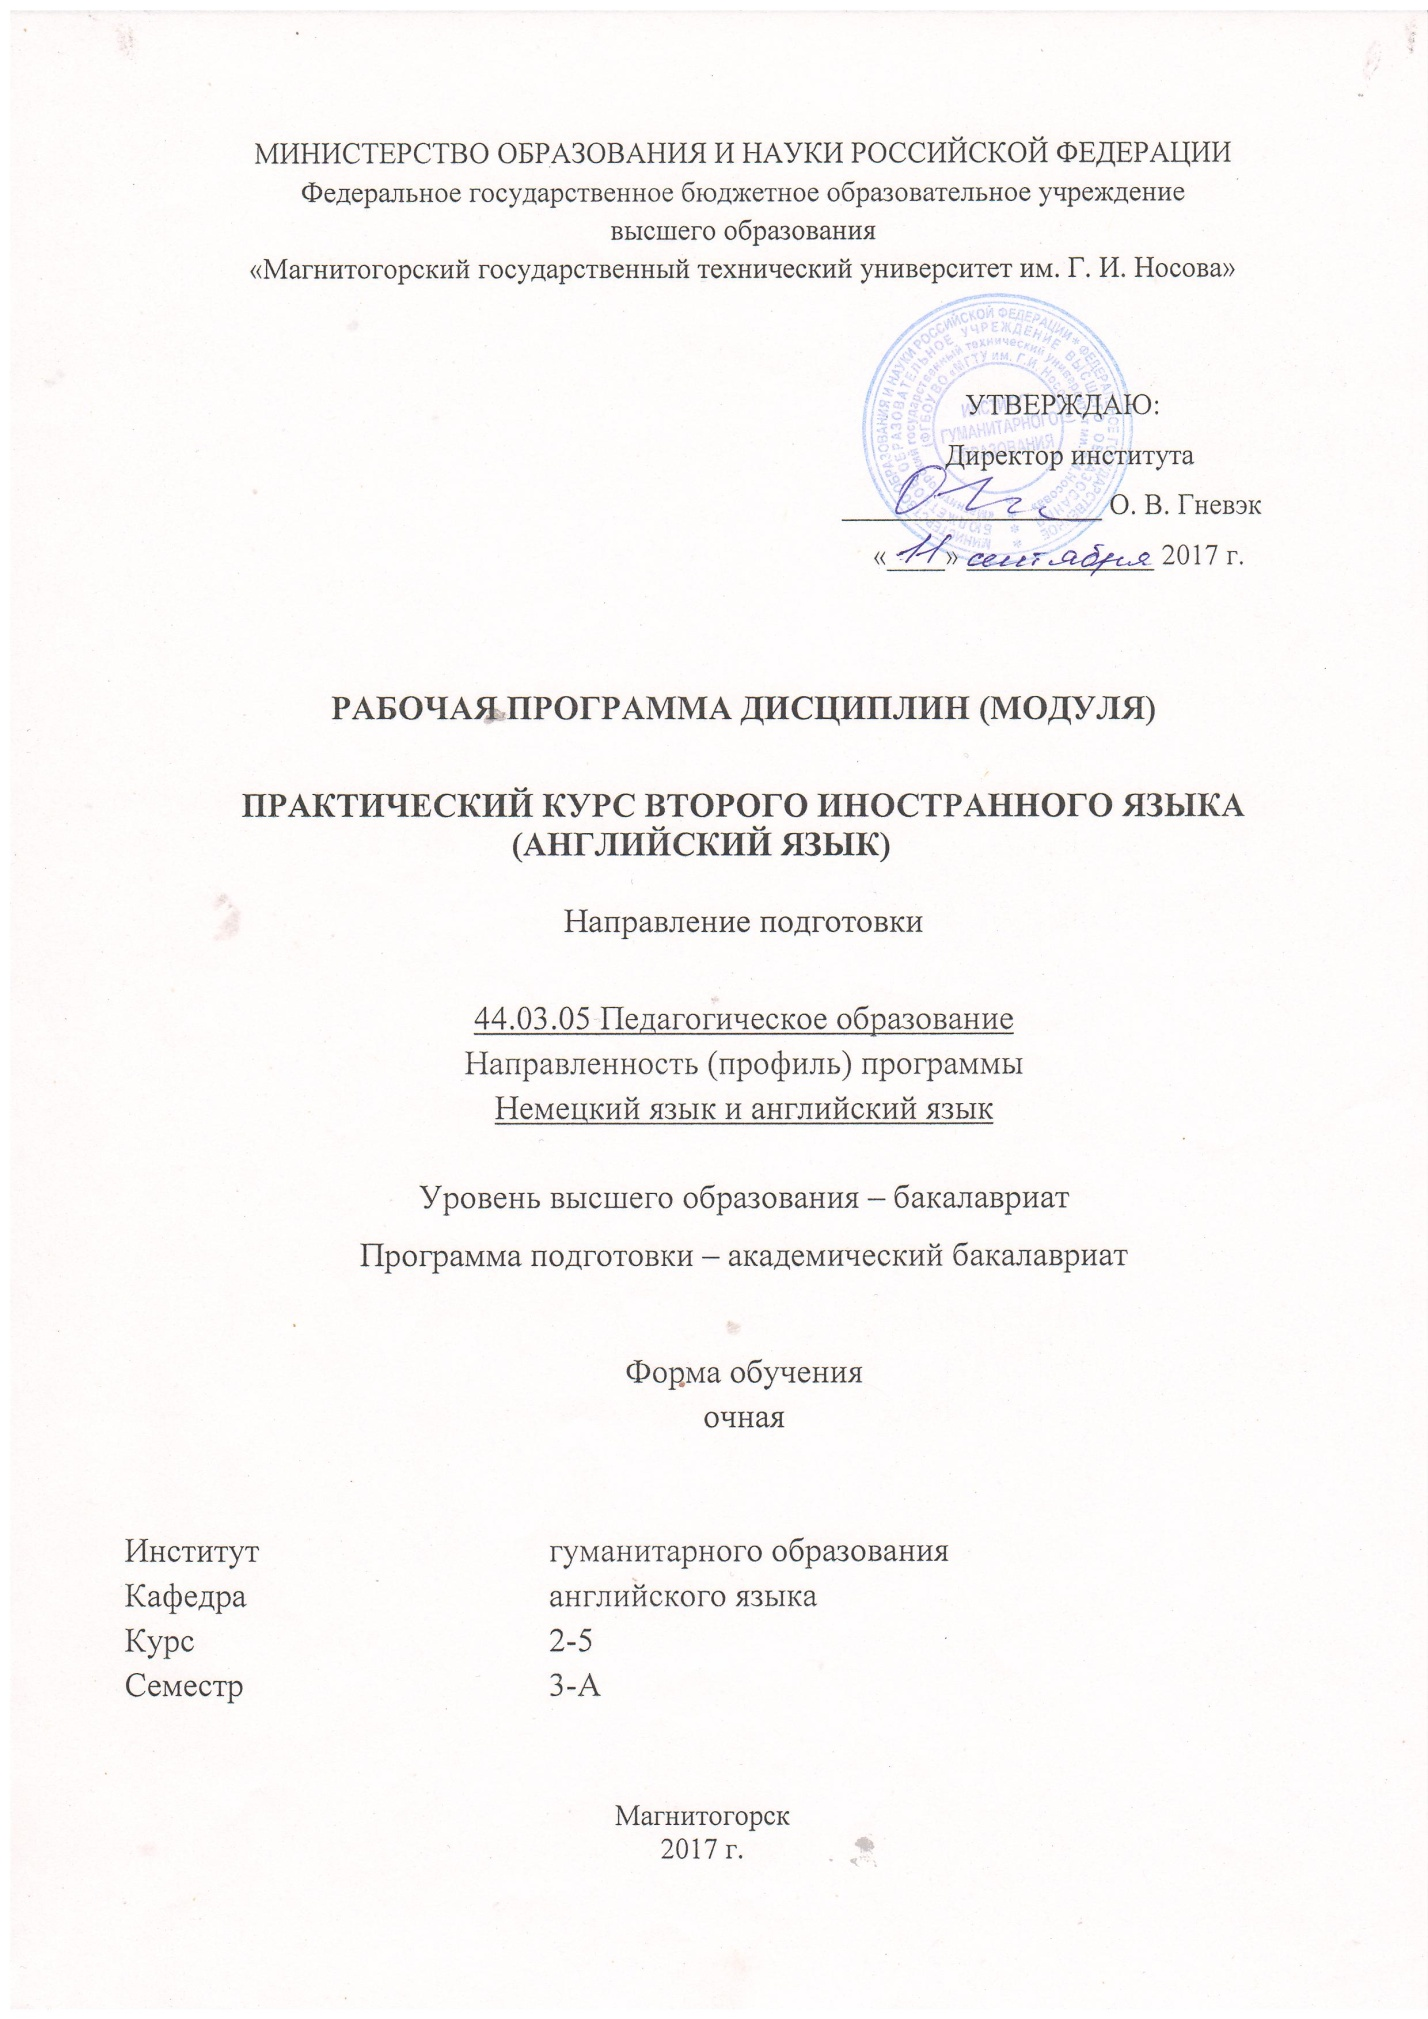 МИНИСТЕРСТВО ОБРАЗОВАНИЯ И НАУКИ РОССИЙСКОЙ ФЕДЕРАЦИИ
Федеральное государственное бюджетное образовательное учреждение
высшего образования
«Магнитогорский государственный технический университет им. Г. И. Носова»
УТВЕРЖДАЮ:
Директор института
О. В. Гневэк
«11» сентября 2017 г.
РАБОЧАЯ ПРОГРАММА ДИСЦИПЛИН (МОДУЛЯ)
ПРАКТИЧЕСКИЙ КУРС ВТОРОГО ИНОСТРАННОГО ЯЗЫКА
(АНГЛИЙСКИЙ ЯЗЫК)
Направление подготовки
44.03.05 Педагогическое образование
Направленность (профиль) программы
Немецкий язык и английский язык
Уровень высшего образования – бакалавриат
Программа подготовки – академический бакалавриат
Форма обучения
очная
Институт гуманитарного образования
Кафедра английского языка
Курс 2-5
Семестр 3-А
Магнитогорск
2017 г.